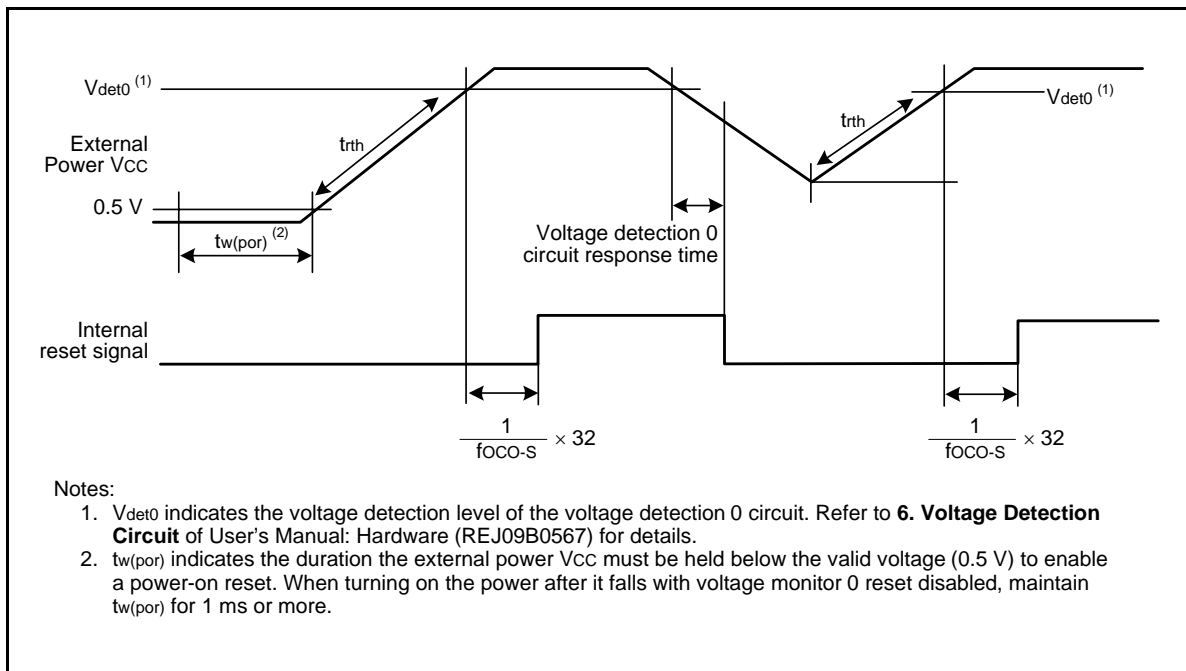 Vdet0 (1)
Vdet0 (1)
trth
trth
External
Power VCC
0.5 V
tw(por) (2)
Voltage detection 0
circuit response time
Internal
reset signal
1
fOCO-S
× 32
1
fOCO-S
× 32
Notes:
1. Vdet0 indicates the voltage detection level of the voltage detection 0 circuit. Refer to 6. Voltage Detection
Circuit of User's Manual: Hardware (REJ09B0567) for details.
2. tw(por) indicates the duration the external power VCC must be held below the valid voltage (0.5 V) to enable
a power-on reset. When turning on the power after it falls with voltage monitor 0 reset disabled, maintain
tw(por) for 1 ms or more.